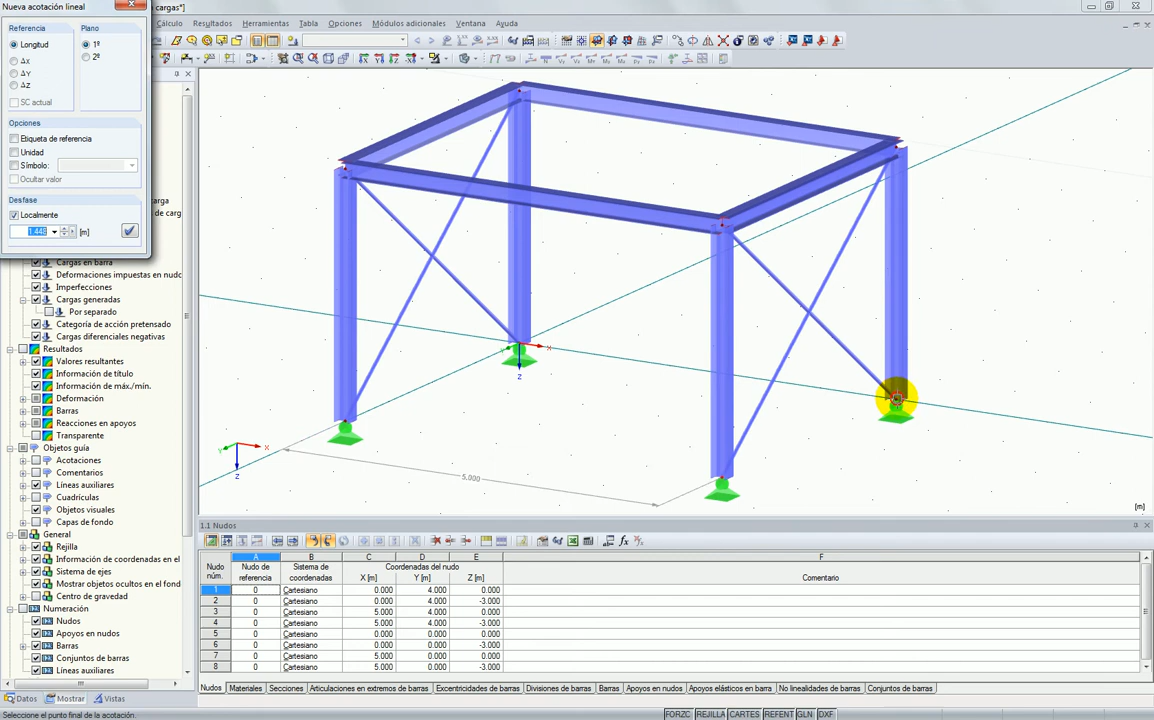 Nueva acotación lineal
cargas*]
Cálculo Resultados Herramientas Tabla Opciones Módulos adicionales Ventana Ayuda
Referencia Plano
Longitud 1º
ΔX 2º
ΔY
ΔZ
SC actual
Opciones
Etiqueta de referencia
Unidad
Símbolo:
Ocultar valor
Desfase
Localmente
[m]
Cargas en barra
Deformaciones impuestas en nudo
Imperfecciones
Cargas generadas
Por separado
Categoría de acción pretensado
Cargas diferenciales negativas
Resultados
Valores resultantes
Información de título
Información de máx./mín.
Deformación
Barras
Reacciones en apoyos
Transparente
Objetos guía
Acotaciones
Comentarios
Líneas auxiliares
Cuadrículas
Objetos visuales
Capas de fondo
General
Rejilla
Información de coordenadas en el
Sistema de ejes
Mostrar objetos ocultos en el fond
Centro de gravedad
Numeración
Nudos
Apoyos en nudos
Barras
Conjuntos de barras
Líneas auxiliares
Datos Mostrar Vistas
X
Y
Z
X
Y
Z
5.000
[m]
1.1 Nudos
A B C D E F
Nudo Nudo de Sistema de Coordenadas del nudo
núm. referencia coordenadas X [m] Y [m] Z [m] Comentario
1 0 Cartesiano 0.000 4.000 0.000
2 0 Cartesiano 0.000 4.000 -3.000
3 0 Cartesiano 5.000 4.000 0.000
4 0 Cartesiano 5.000 4.000 -3.000
5 0 Cartesiano 0.000 0.000 0.000
6 0 Cartesiano 0.000 0.000 -3.000
7 0 Cartesiano 5.000 0.000 0.000
8 0 Cartesiano 5.000 0.000 -3.000
Nudos Materiales Secciones Articulaciones en extremos de barras Excentricidades de barras Divisiones de barras Barras Apoyos en nudos Apoyos elásticos en barra No linealidades de barra Conjuntos de barras
Seleccione el punto final de la acotación.
FORZC REJILLA CARTES REFENT GLN DXF